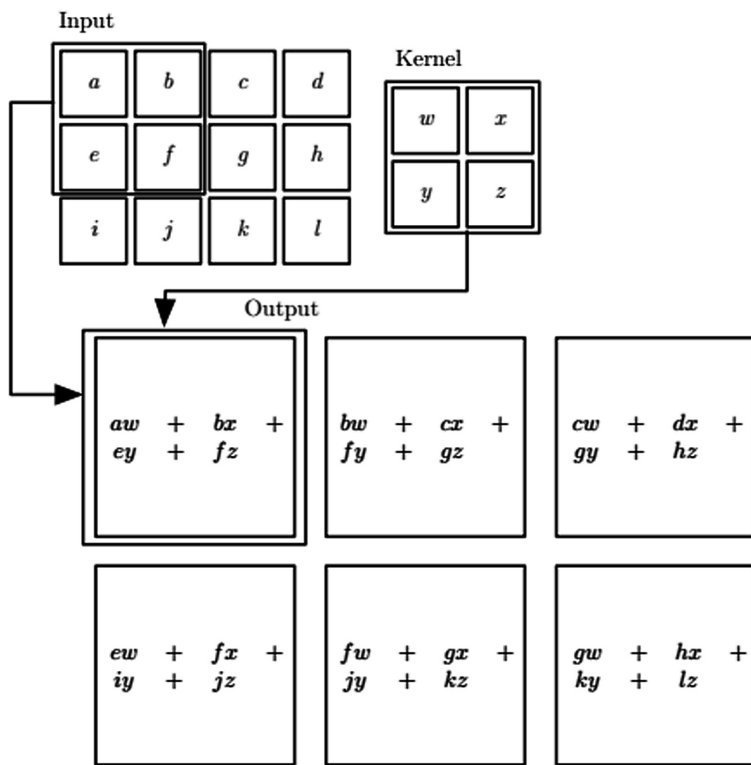 Input
a b c d
e f g h
i j k l
Kernel
w x
y z
Output
aw + bx +
ey + fz
bw + cx +
fy + gz
cw + dx +
gy + hz
ew + fx +
iy + jz
fw + gx +
jy + kz
gw + hx +
ky + lz